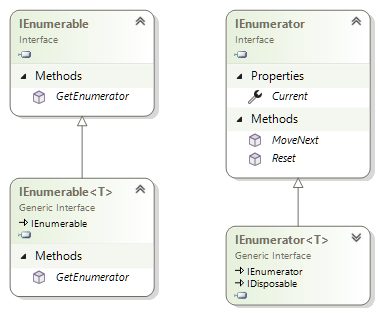 IEnumerable
Interface
Methods
GetEnumerator
IEnumerable<T>
Generic Interface
IEnumerable
Methods
GetEnumerator
IEnumerator
Interface
Properties
Current
Methods
MoveNext
Reset
IEnumerator<T>
Generic Interface
IEnumerator
IDisposable